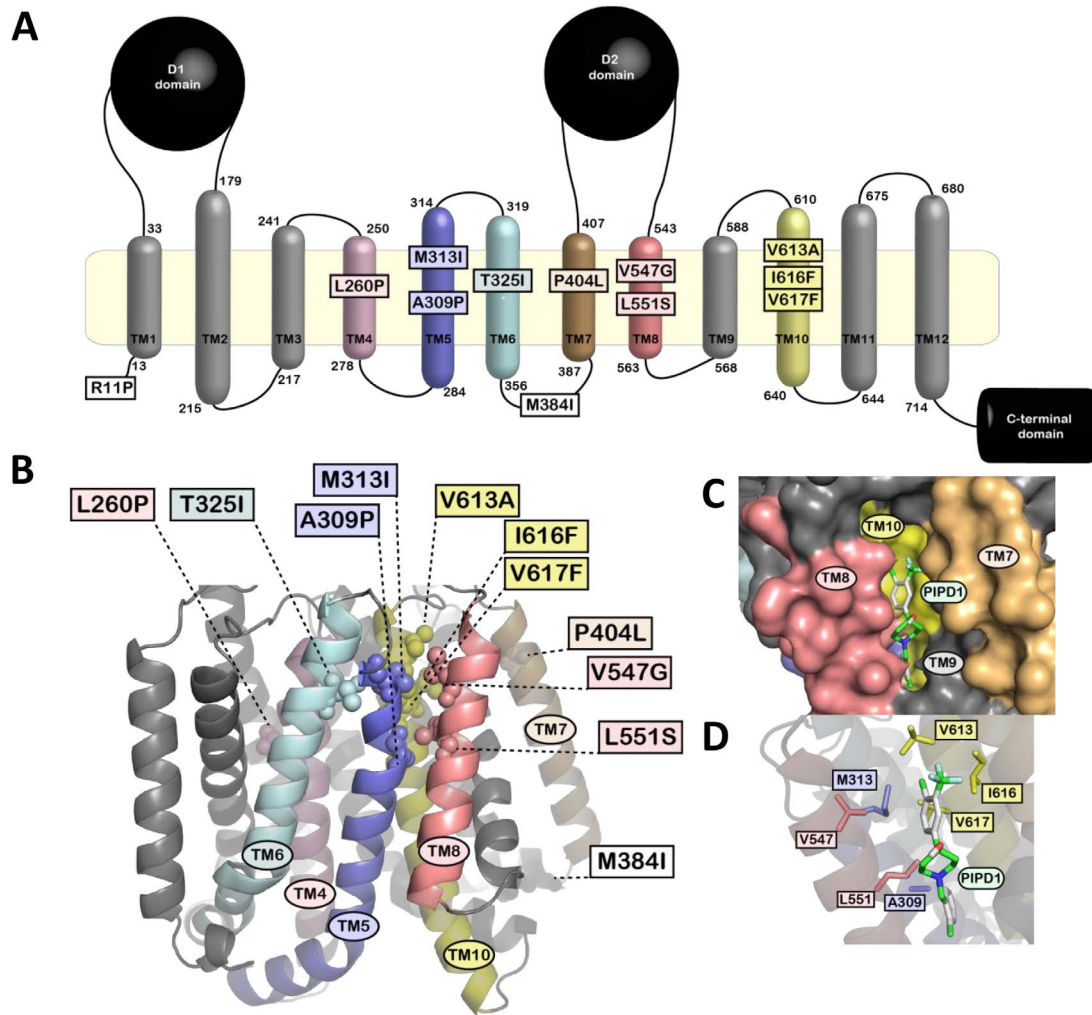 A
D1
domain
D2
domain
179
33
241
250
314
319
407
543
588
610
675
680
M313I
V547G
V613A
L260P
T325I
P404L
I616F
A309P
L551S
V617F
TM1
TM2
TM3
TM4
TM5
TM6
TM7
TM8
TM9
TM10
TM11
TM12
13
R11P
215
217
278
284
356
M384I
387
563
568
640
644
714
C-terminal
domain
B
L260P
T325I
M313I
A309P
V613A
I616F
V617F
P404L
V547G
TM7
L551S
M384I
TM6
TM4
TM5
TM8
TM10
C
TM10
TM7
TM8
PIPD1
TM9
D
V613
M313
I616
V617
V547
PIPD1
L551
A309